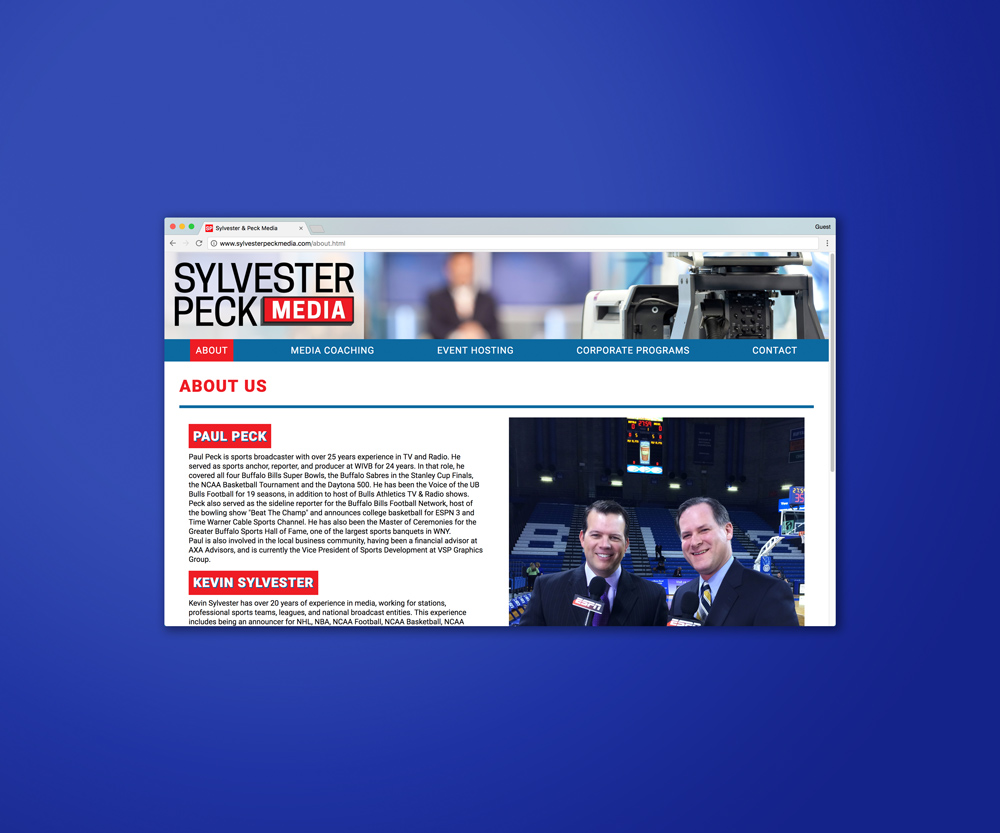 Sylvester & Peck Media
Guest
www.sylvesterpeckmedia.com/about.html
SYLVESTER
PECK MEDIA
ABOUT
MEDIA COACHING
EVENT HOSTING
CORPORATE PROGRAMS
CONTACT
ABOUT US
PAUL PECK
Paul Peck is sports broadcaster with over 25 years experience in TV and Radio. He
served as sports anchor, reporter, and producer at WIVB for 24 years. In that role, he
covered all four Buffalo Bills Super Bowls, the Buffalo Sabres in the Stanley Cup Finals,
the NCAA Basketball Tournament and the Daytona 500. He has been the Voice of the UB
Bulls Football for 19 seasons, in addition to host of Bulls Athletics TV & Radio shows.
Peck also served as the sideline reporter for the Buffalo Bills Football Network, host of
the bowling show "Beat The Champ" and announces college basketball for ESPN 3 and
Time Warner Cable Sports Channel. He has also been the Master of Ceremonies for the
Greater Buffalo Sports Hall of Fame, one of the largest sports banquets in WNY.
Paul is also involved in the local business community, having been a financial advisor at
AXA Advisors, and is currently the Vice President of Sports Development at VSP Graphics
Group.
KEVIN SYLVESTER
Kevin Sylvester has over 20 years of experience in media, working for stations,
professional sports teams, leagues, and national broadcast entities. This experience
includes being an announcer for NHL, NBA, NCAA Football, NCAA Basketball, NCAA
ESPN
ESPN